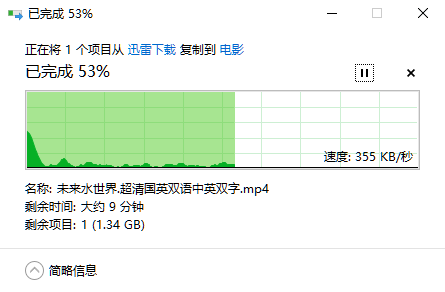 已完成 53%
正在将 1 个项目从 迅雷下载 复制到 电影
已完成 53%
速度: 355 KB/秒
名称: 未来水世界.超清国英双语中英双字.mp4
剩余时间: 大约 9 分钟
剩余项目: 1 (1.34 GB)
简略信息